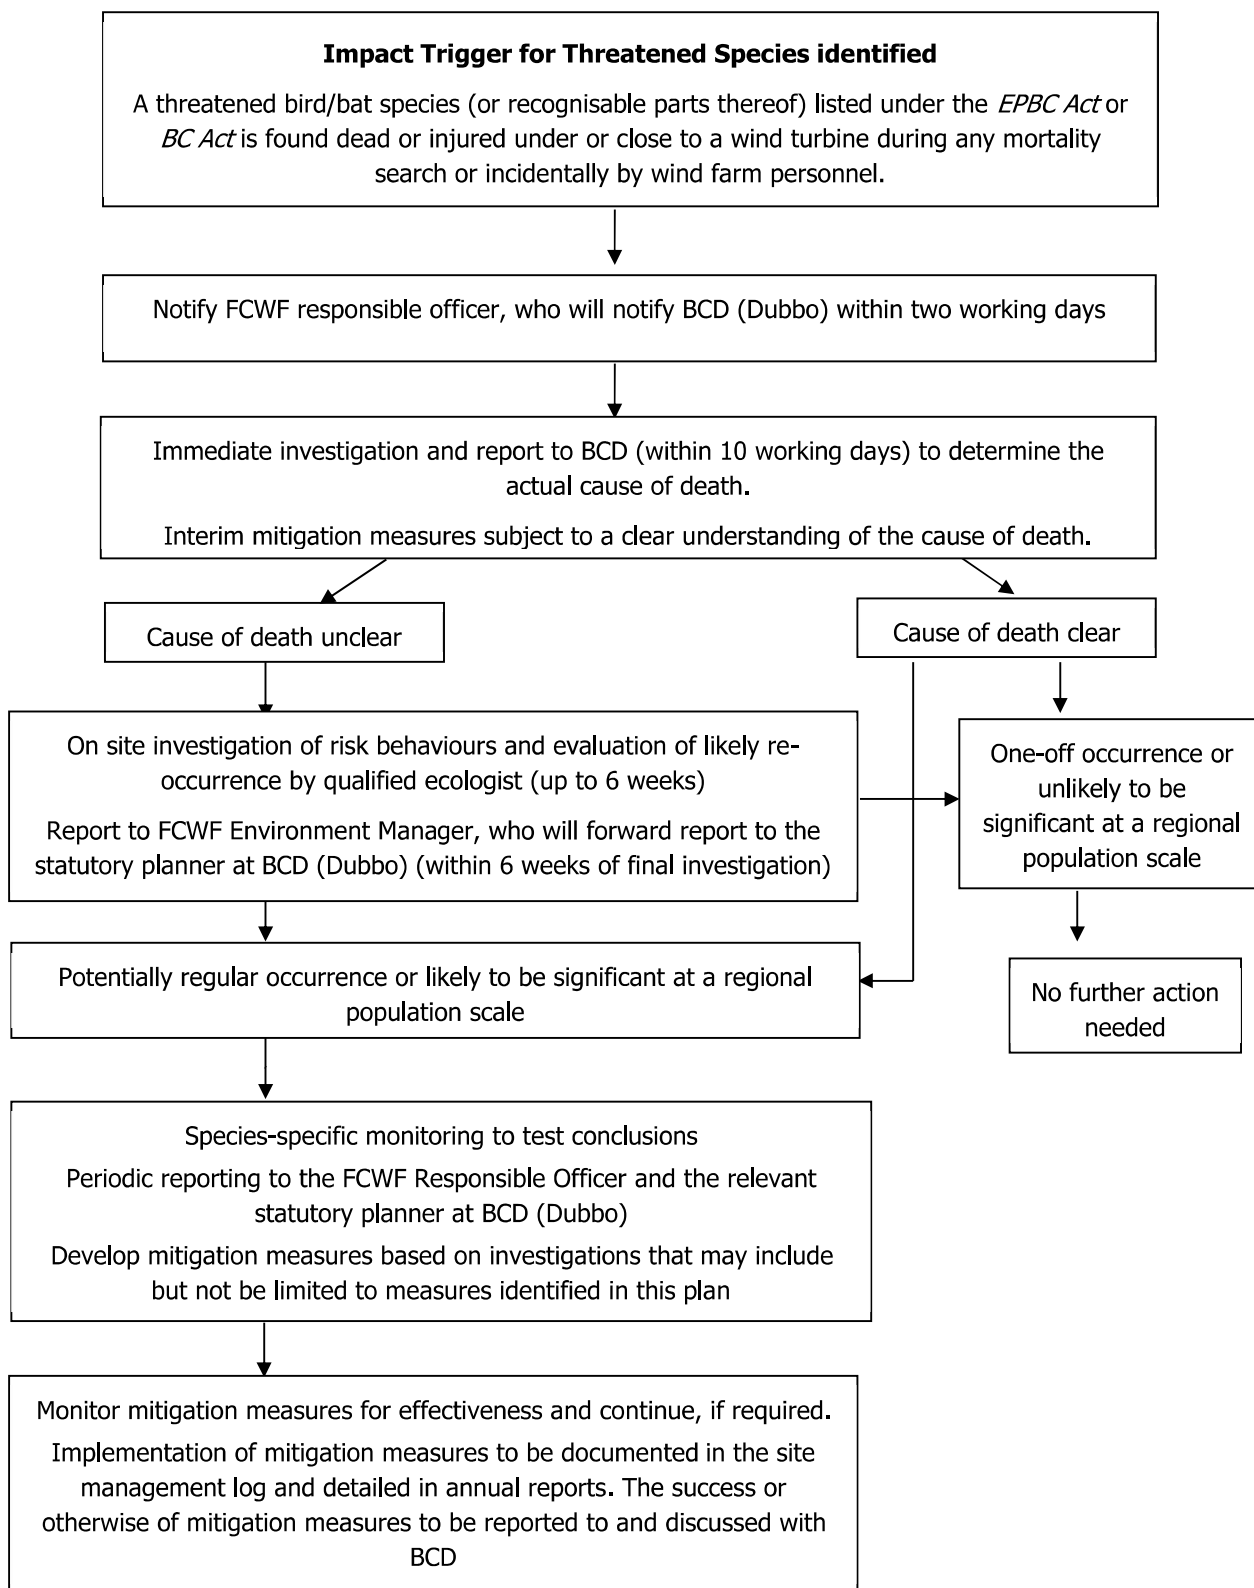 Impact Trigger for Threatened Species identified
A threatened bird/bat species (or recognisable parts thereof) listed under the EPBC Act or
BC Act is found dead or injured under or close to a wind turbine during any mortality
search or incidentally by wind farm personnel.
Notify FCWF responsible officer, who will notify BCD (Dubbo) within two working days
Immediate investigation and report to BCD (within 10 working days) to determine the
actual cause of death.
Interim mitigation measures subject to a clear understanding of the cause of death.
Cause of death unclear
Cause of death clear
On site investigation of risk behaviours and evaluation of likely re-
occurrence by qualified ecologist (up to 6 weeks)
Report to FCWF Environment Manager, who will forward report to the
statutory planner at BCD (Dubbo) (within 6 weeks of final investigation)
One-off occurrence or
unlikely to be
significant at a regional
population scale
Potentially regular occurrence or likely to be significant at a regional
population scale
No further action
needed
Species-specific monitoring to test conclusions
Periodic reporting to the FCWF Responsible Officer and the relevant
statutory planner at BCD (Dubbo)
Develop mitigation measures based on investigations that may include
but not be limited to measures identified in this plan
Monitor mitigation measures for effectiveness and continue, if required.
Implementation of mitigation measures to be documented in the site
management log and detailed in annual reports. The success or
otherwise of mitigation measures to be reported to and discussed with
BCD